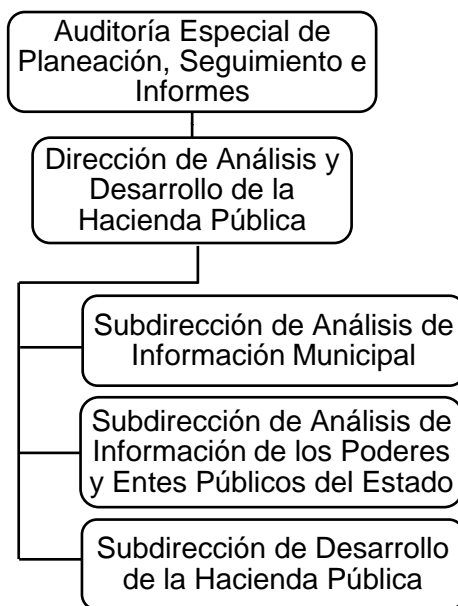 Auditoría Especial de
Planeación, Seguimiento e
Informes
Dirección de Análisis y
Desarrollo de la
Hacienda Pública
Subdirección de Análisis de
Información Municipal
Subdirección de Análisis de
Información de los Poderes
y Entes Públicos del Estado
Subdirección de Desarrollo
de la Hacienda Pública